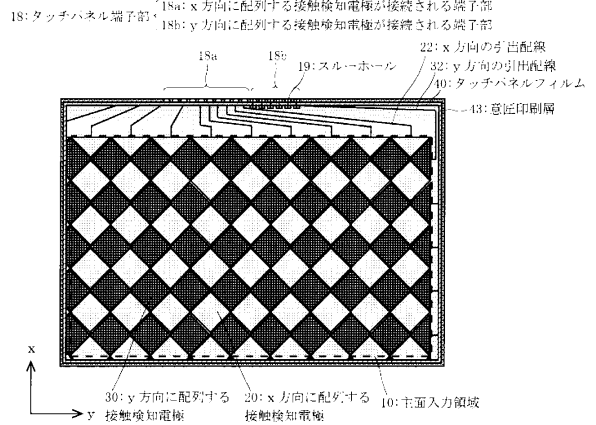 18a: x方向に配列する接触検知電極が接続される端子部
18: タッチパネル端子部
18b: y方向に配列する接触検知電極が接続される端子部
18a
18b
22: x方向の引出配線
19: スルーホール
32: y方向の引出配線
40: タッチパネルフィルム
43: 意匠印刷層
x
y
30: y方向に配列する
接触検知電極
20: x方向に配列する
接触検知電極
10: 主面入力領域